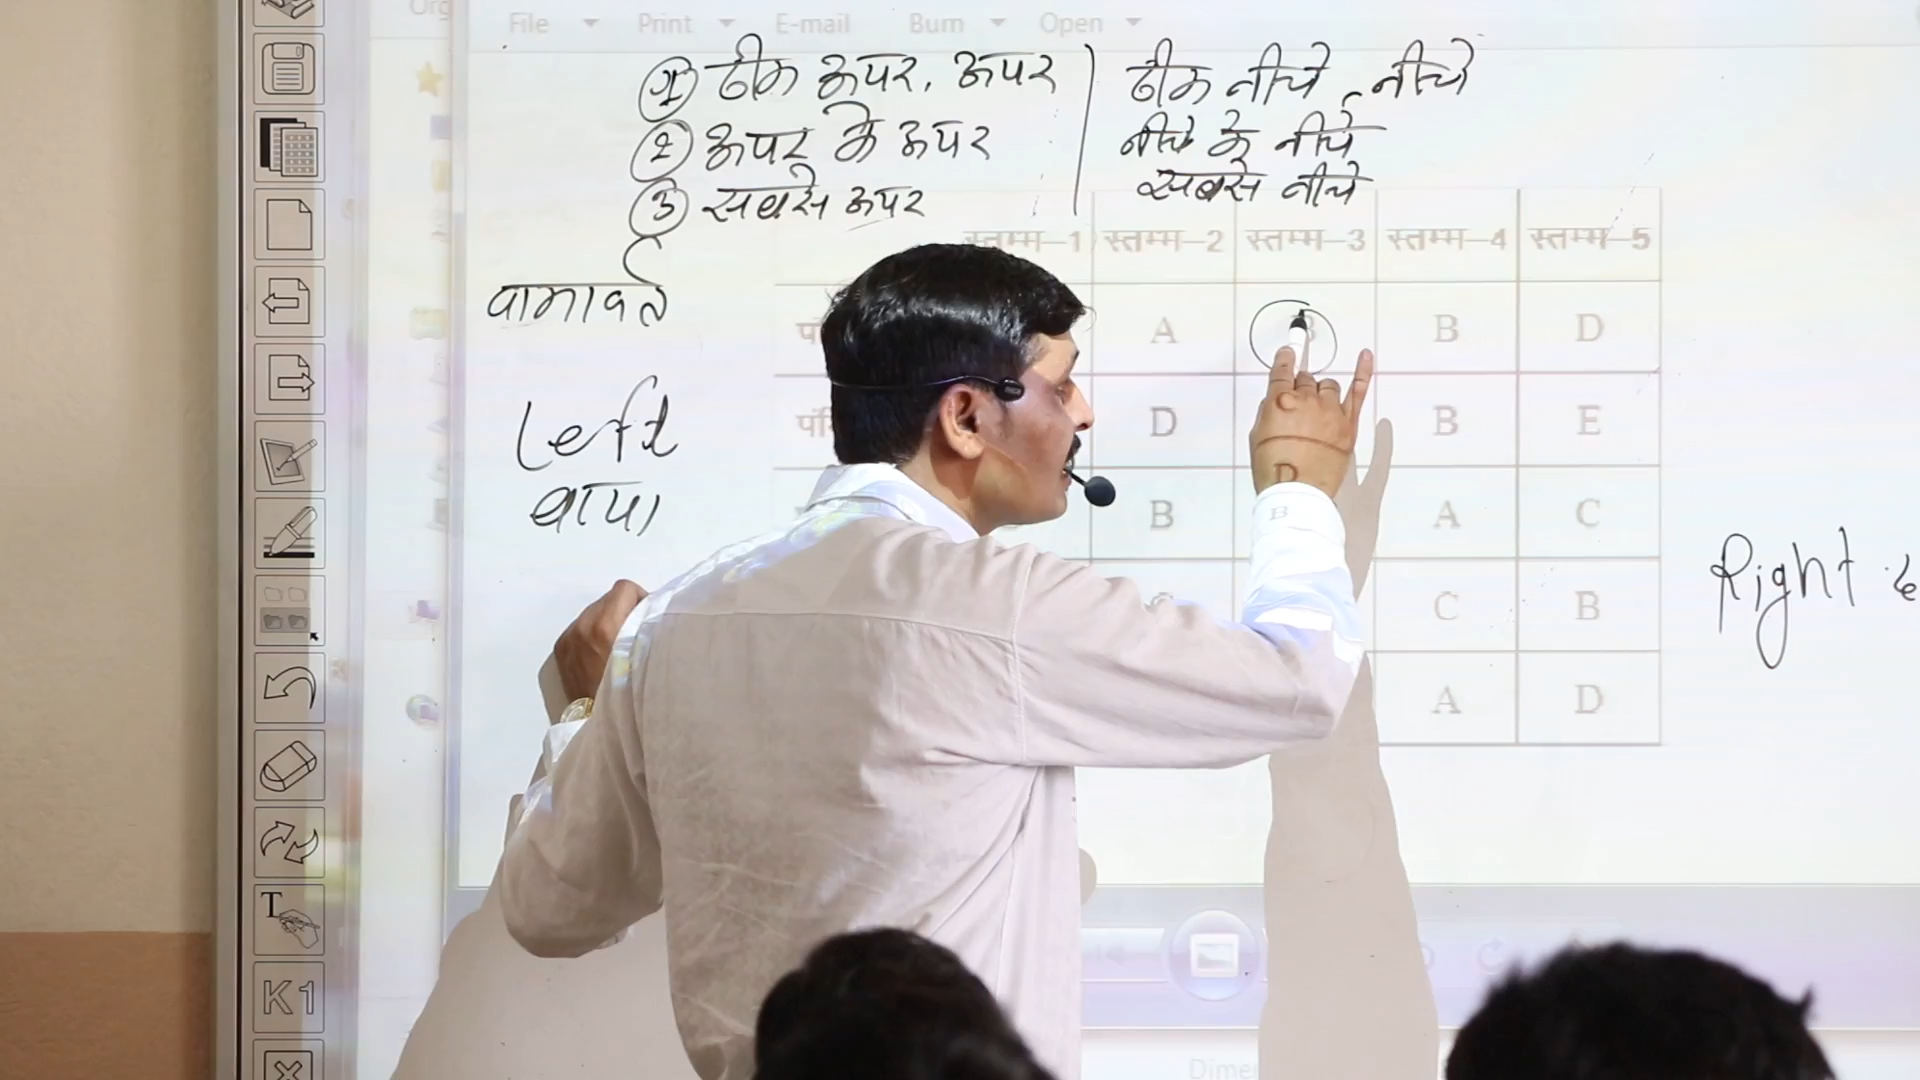 File Print E-mail Burn Open
① ठीक ऊपर, ऊपर | ठीक नीचे, नीचे
② ऊपर के ऊपर | नीचे के नीचे
③ सबसे ऊपर | सबसे नीचे
स्तम्भ–1 स्तम्भ–2 स्तम्भ–3 स्तम्भ–4 स्तम्भ–5
वामावर्त
A B B D
Left
D C B E
बाया
D
B B A C
Right
C C B
A D
T
K1